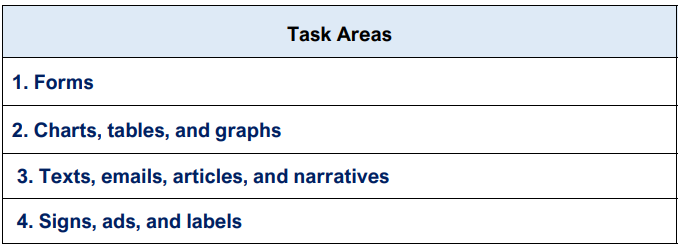 Task Areas
1. Forms
2. Charts, tables, and graphs
3. Texts, emails, articles, and narratives
4. Signs, ads, and labels